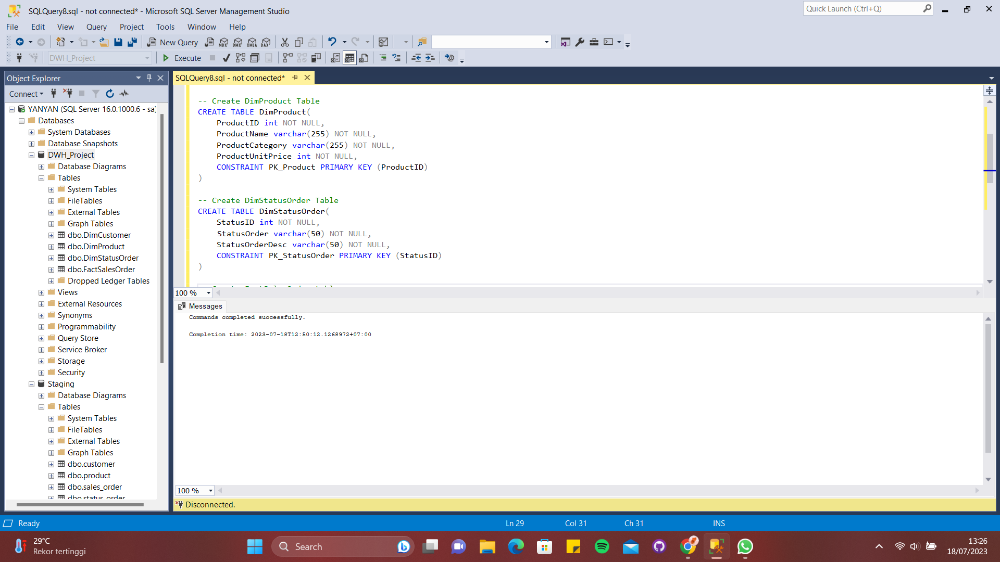 SQLQuery8.sql - not connected* - Microsoft SQL Server Management Studio
Quick Launch (Ctrl+Q)
File Edit View Query Project Tools Window Help
New Query MDX DMX XMLA DAX
DWH_Project Execute
Object Explorer
SQLQuery8.sql - not connected*
Connect
YANYAN (SQL Server 16.0.1000.6 - sa)
Databases
System Databases
Database Snapshots
DWH_Project
Database Diagrams
Tables
System Tables
FileTables
External Tables
Graph Tables
dbo.DimCustomer
dbo.DimProduct
dbo.DimStatusOrder
dbo.FactSalesOrder
Dropped Ledger Tables
Views
External Resources
Synonyms
Programmability
Query Store
Service Broker
Storage
Security
Staging
Database Diagrams
Tables
System Tables
FileTables
External Tables
Graph Tables
dbo.customer
dbo.product
dbo.sales_order
dbo.status_order
-- Create DimProduct Table
CREATE TABLE DimProduct(
ProductID int NOT NULL,
ProductName varchar(255) NOT NULL,
ProductCategory varchar(255) NOT NULL,
ProductUnitPrice int NOT NULL,
CONSTRAINT PK_Product PRIMARY KEY (ProductID)
)
-- Create DimStatusOrder Table
CREATE TABLE DimStatusOrder(
StatusID int NOT NULL,
StatusOrder varchar(50) NOT NULL,
StatusOrderDesc varchar(50) NOT NULL,
CONSTRAINT PK_StatusOrder PRIMARY KEY (StatusID)
)
100 %
Messages
Commands completed successfully.
Completion time: 2023-07-18T12:50:12.1268972+07:00
100 %
Disconnected.
Ready Ln 29 Col 31 Ch 31 INS
29°C
Rekor tertinggi
Search
13:26
18/07/2023